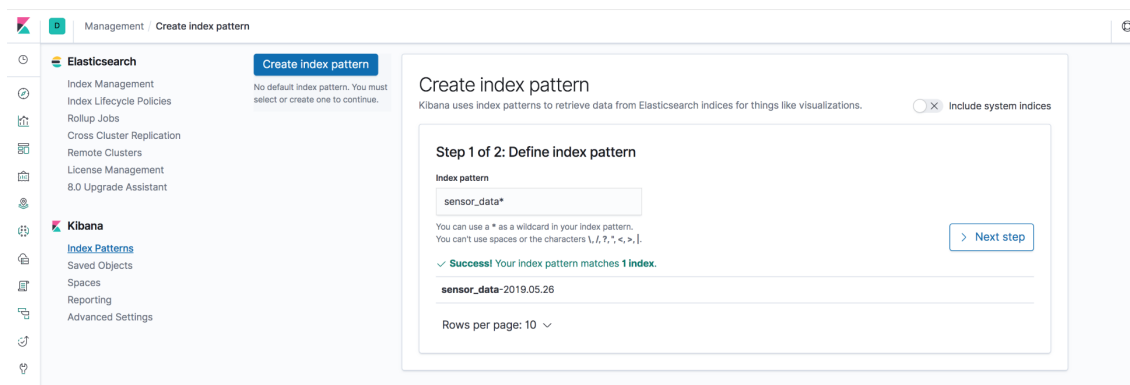 D Management / Create index pattern
Elasticsearch
Index Management
Index Lifecycle Policies
Rollup Jobs
Cross Cluster Replication
Remote Clusters
License Management
8.0 Upgrade Assistant
Kibana
Index Patterns
Saved Objects
Spaces
Reporting
Advanced Settings
Create index pattern
No default index pattern. You must
select or create one to continue.
Create index pattern
Kibana uses index patterns to retrieve data from Elasticsearch indices for things like visualizations.
Include system indices
Step 1 of 2: Define index pattern
Index pattern
sensor_data*
You can use a * as a wildcard in your index pattern.
You can't use spaces or the characters \, /, ?, ", <, >, |.
> Next step
✓ Success! Your index pattern matches 1 index.
sensor_data-2019.05.26
Rows per page: 10